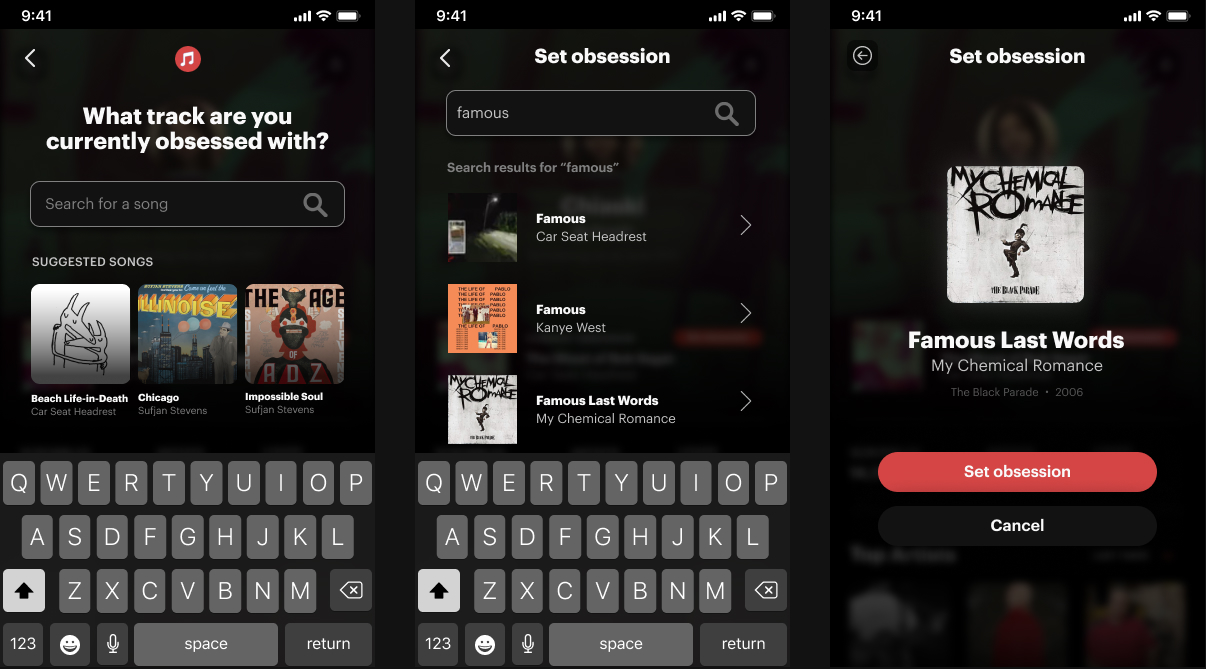 9:41
What track are you
currently obsessed with?
Search for a song
SUGGESTED SONGS
ILLINOISE
THE AGE
OF
ADZ
Beach Life-in-Death
Car Seat Headrest
Chicago
Sufjan Stevens
Impossible Soul
Sufjan Stevens
Q W E R T Y U I O P
A S D F G H J K L
Z X C V B N M
123
space
return
9:41
Set obsession
famous
Search results for “famous”
Famous
Car Seat Headrest
THE LIFE OF PABLO
Famous
Kanye West
MY CHEMICAL
ROMANCE
THE BLACK PARADE
Famous Last Words
My Chemical Romance
Q W E R T Y U I O P
A S D F G H J K L
Z X C V B N M
123
space
return
9:41
Set obsession
MY CHEMICAL
ROMANCE
THE BLACK PARADE
Famous Last Words
My Chemical Romance
The Black Parade • 2006
Set obsession
Cancel